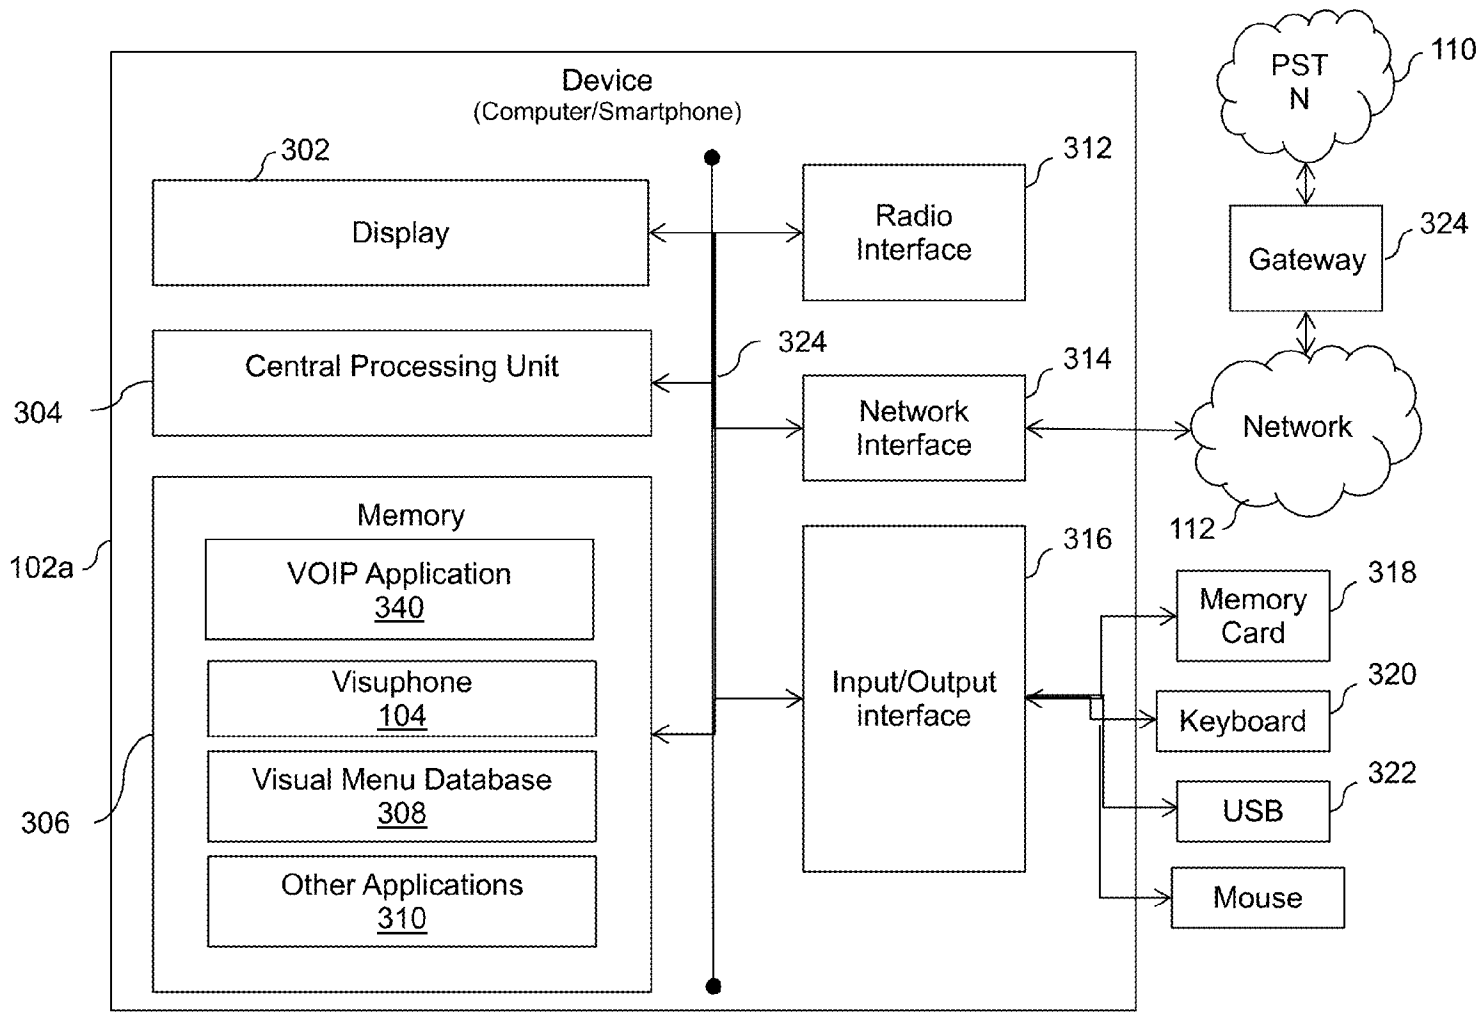 Device
(Computer/Smartphone)
302
Display
304
Central Processing Unit
102a
306
Memory
VOIP Application
340
Visuphone
104
Visual Menu Database
308
Other Applications
310
324
312
Radio
Interface
314
Network
Interface
316
Input/Output
interface
PST
N
110
Gateway
324
Network
112
318
Memory
Card
320
Keyboard
322
USB
Mouse